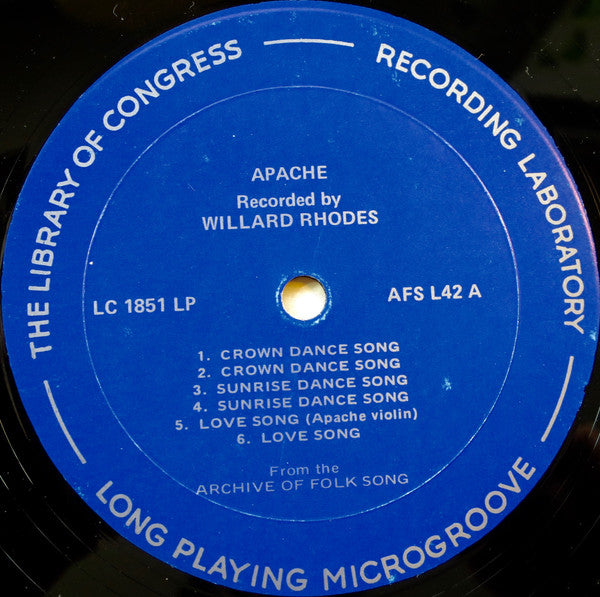 THE LIBRARY OF CONGRESS — RECORDING LABORATORY
APACHE
Recorded by
WILLARD RHODES
LC 1851 LP
AFS L42 A
1. CROWN DANCE SONG
2. CROWN DANCE SONG
3. SUNRISE DANCE SONG
4. SUNRISE DANCE SONG
5. LOVE SONG (Apache violin)
6. LOVE SONG
From the
ARCHIVE OF FOLK SONG
LONG PLAYING MICROGROOVE